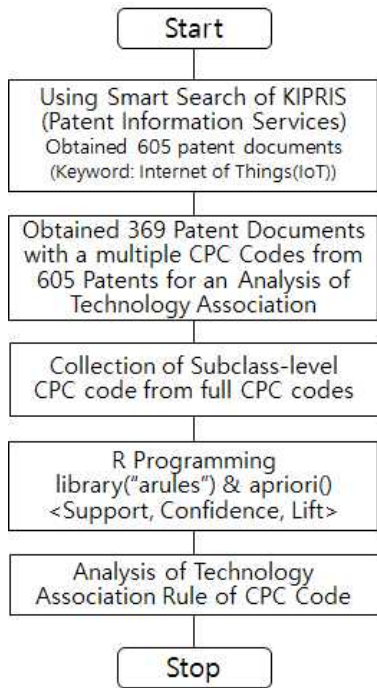 Start
Using Smart Search of KIPRIS
(Patent Information Services)
Obtained 605 patent documents
(Keyword: Internet of Things(IoT))
Obtained 369 Patent Documents
with a multiple CPC Codes from
605 Patents for an Analysis of
Technology Association
Collection of Subclass-level
CPC code from full CPC codes
R Programming
library("arules") & apriori()
<Support, Confidence, Lift>
Analysis of Technology
Association Rule of CPC Code
Stop